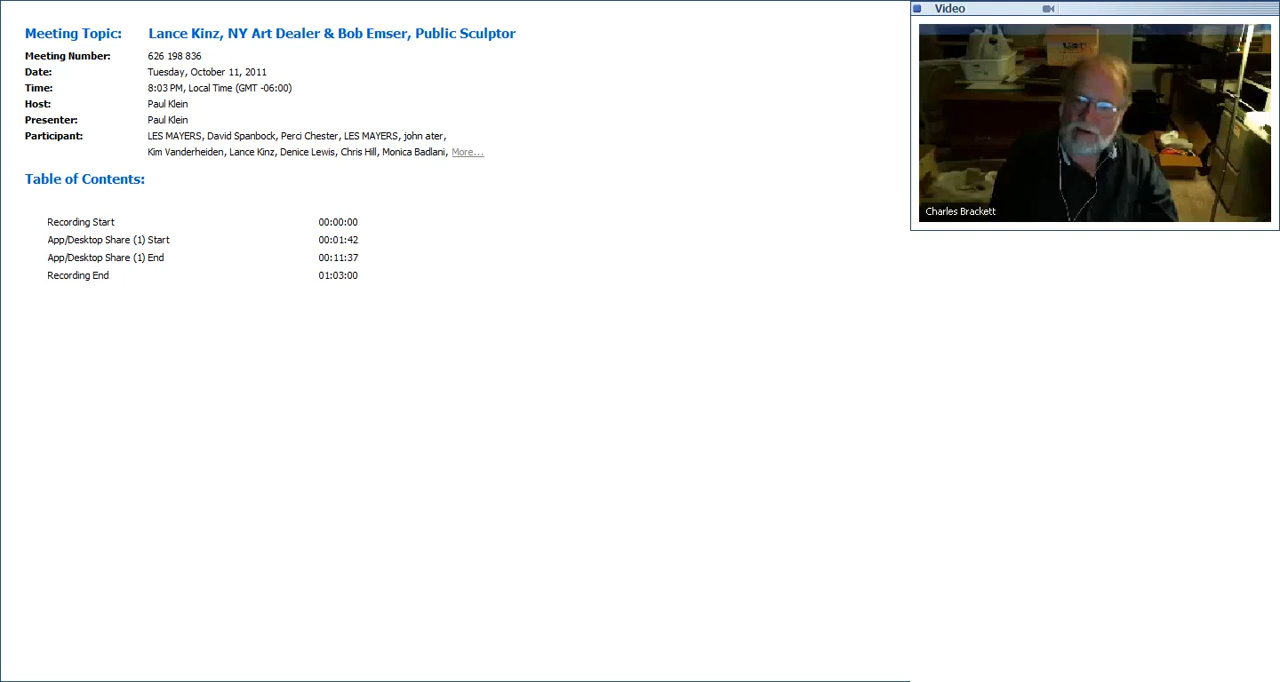 Meeting Topic: Lance Kinz, NY Art Dealer & Bob Emser, Public Sculptor
Meeting Number: 626 198 836
Date: Tuesday, October 11, 2011
Time: 8:03 PM, Local Time (GMT -06:00)
Host: Paul Klein
Presenter: Paul Klein
Participant: LES MAYERS, David Spanbock, Perci Chester, LES MAYERS, john ater,
Kim Vanderheiden, Lance Kinz, Denice Lewis, Chris Hill, Monica Badlani, More...
Table of Contents:
Recording Start 00:00:00
App/Desktop Share (1) Start 00:01:42
App/Desktop Share (1) End 00:11:37
Recording End 01:03:00
Video
Charles Brackett